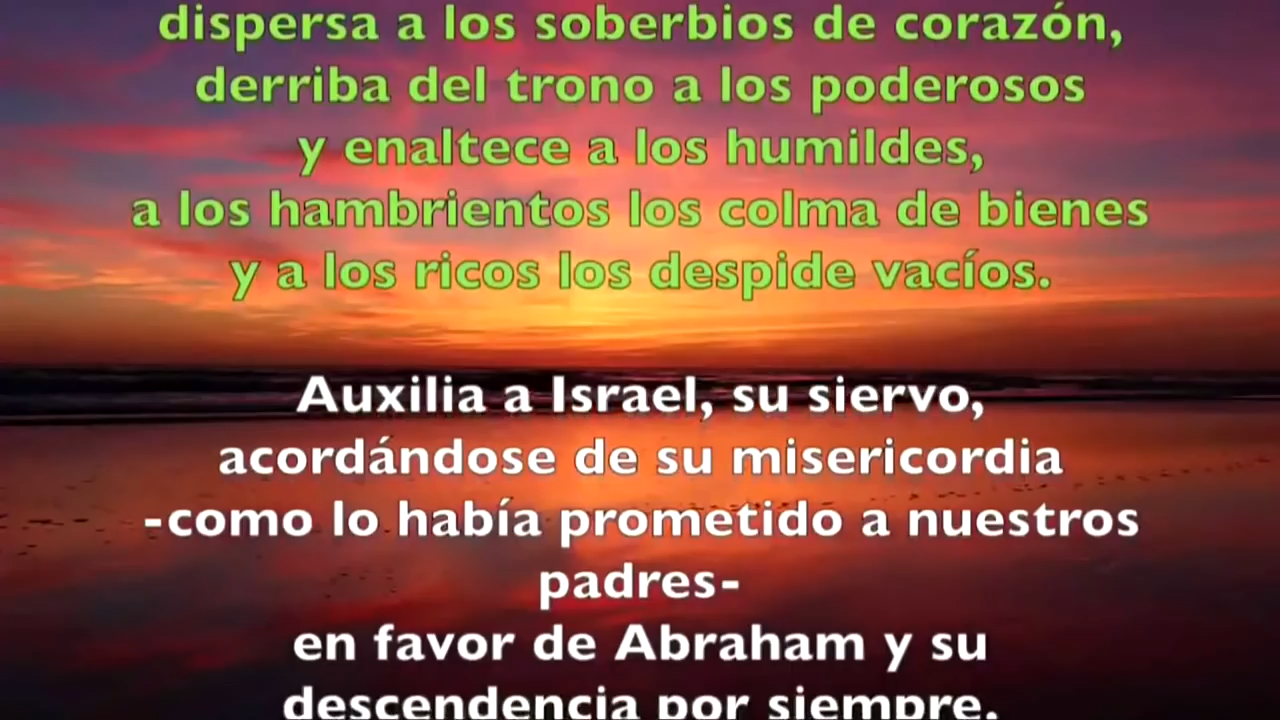 dispersa a los soberbios de corazón,
derriba del trono a los poderosos
y enaltece a los humildes,
a los hambrientos los colma de bienes
y a los ricos los despide vacíos.
Auxilia a Israel, su siervo,
acordándose de su misericordia
-como lo había prometido a nuestros
padres-
en favor de Abraham y su
descendencia por siempre.